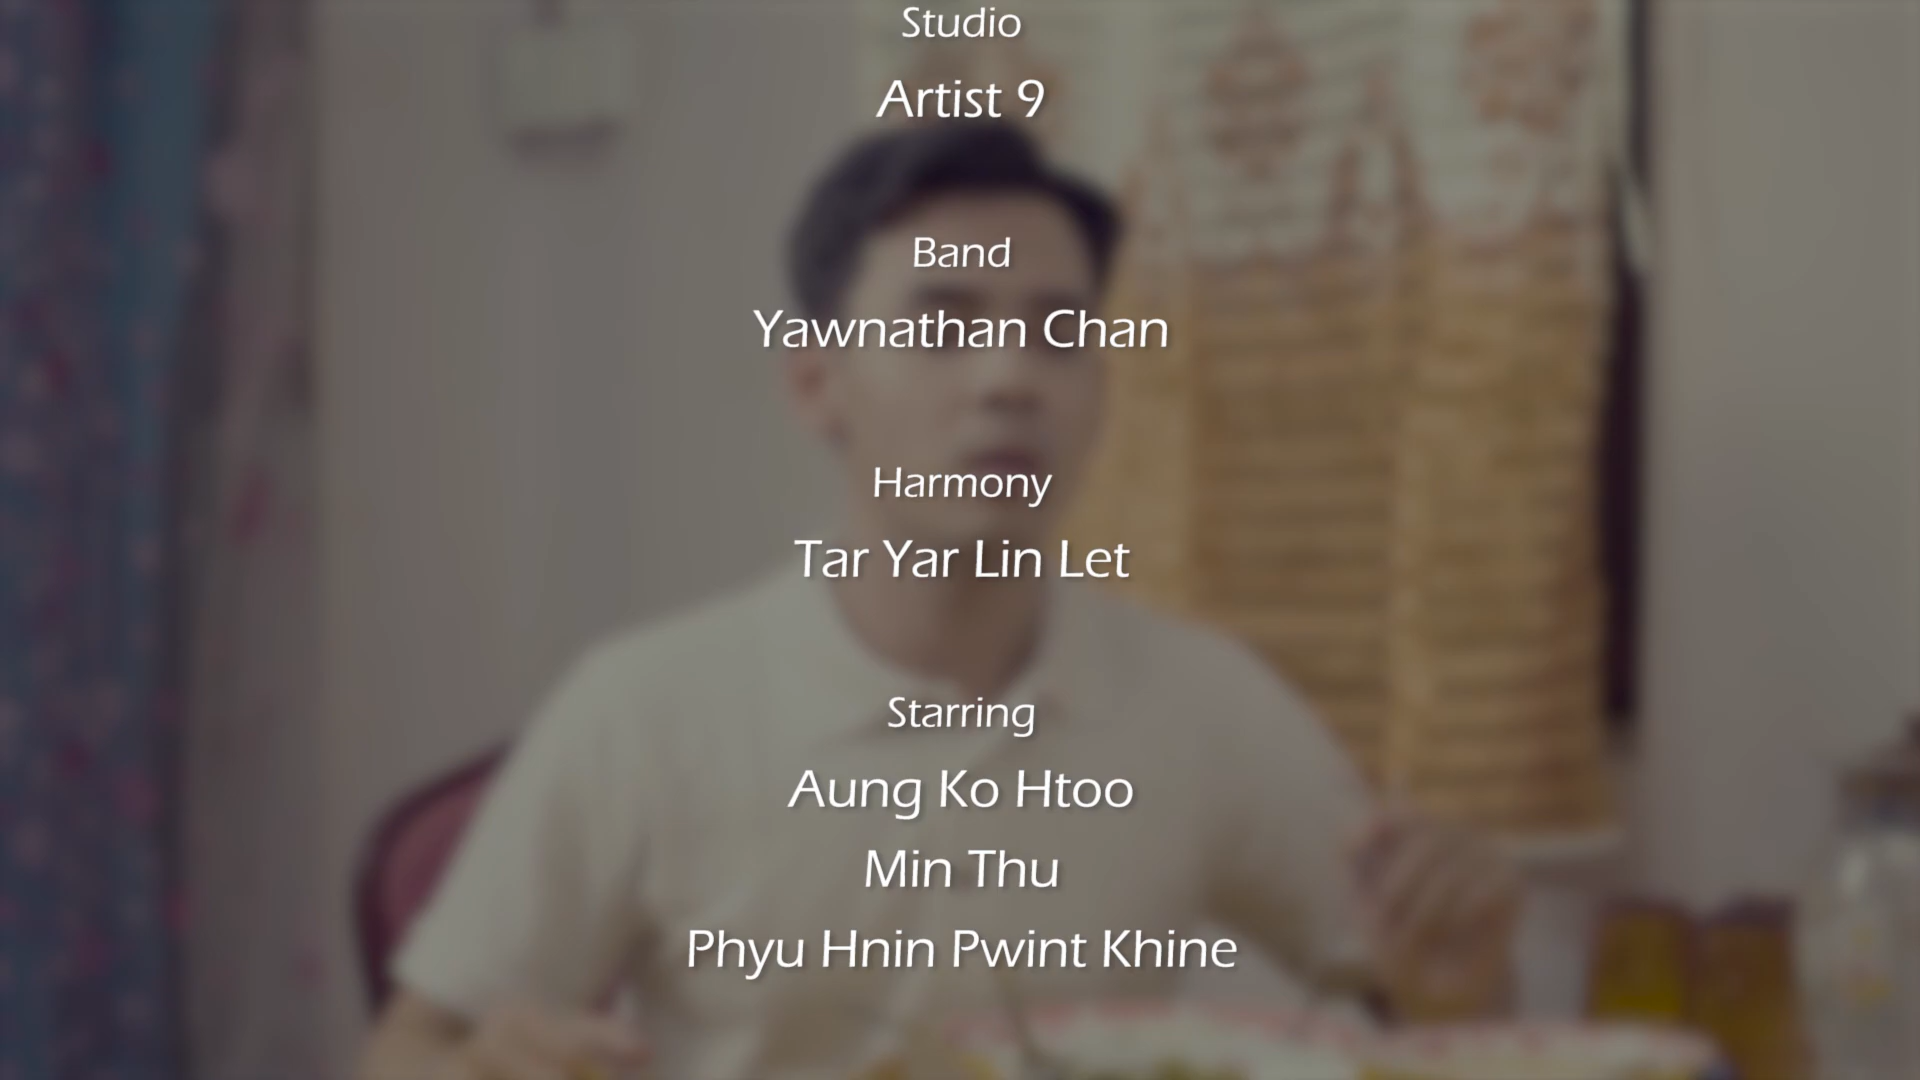 Studio
Artist 9
Band
Yawnathan Chan
Harmony
Tar Yar Lin Let
Starring
Aung Ko Htoo
Min Thu
Phyu Hnin Pwint Khine